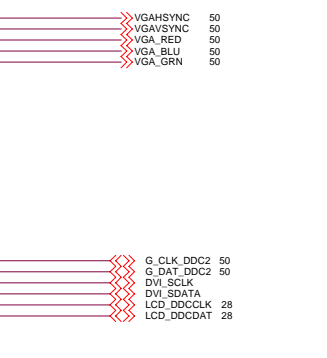 VGAHSYNC 50
VGAVSYNC 50
VGA_RED 50
VGA_BLU 50
VGA_GRN 50
G_CLK_DDC2 50
G_DAT_DDC2 50
DVI_SCLK
DVI_SDATA
LCD_DDCCLK 28
LCD_DDCDAT 28